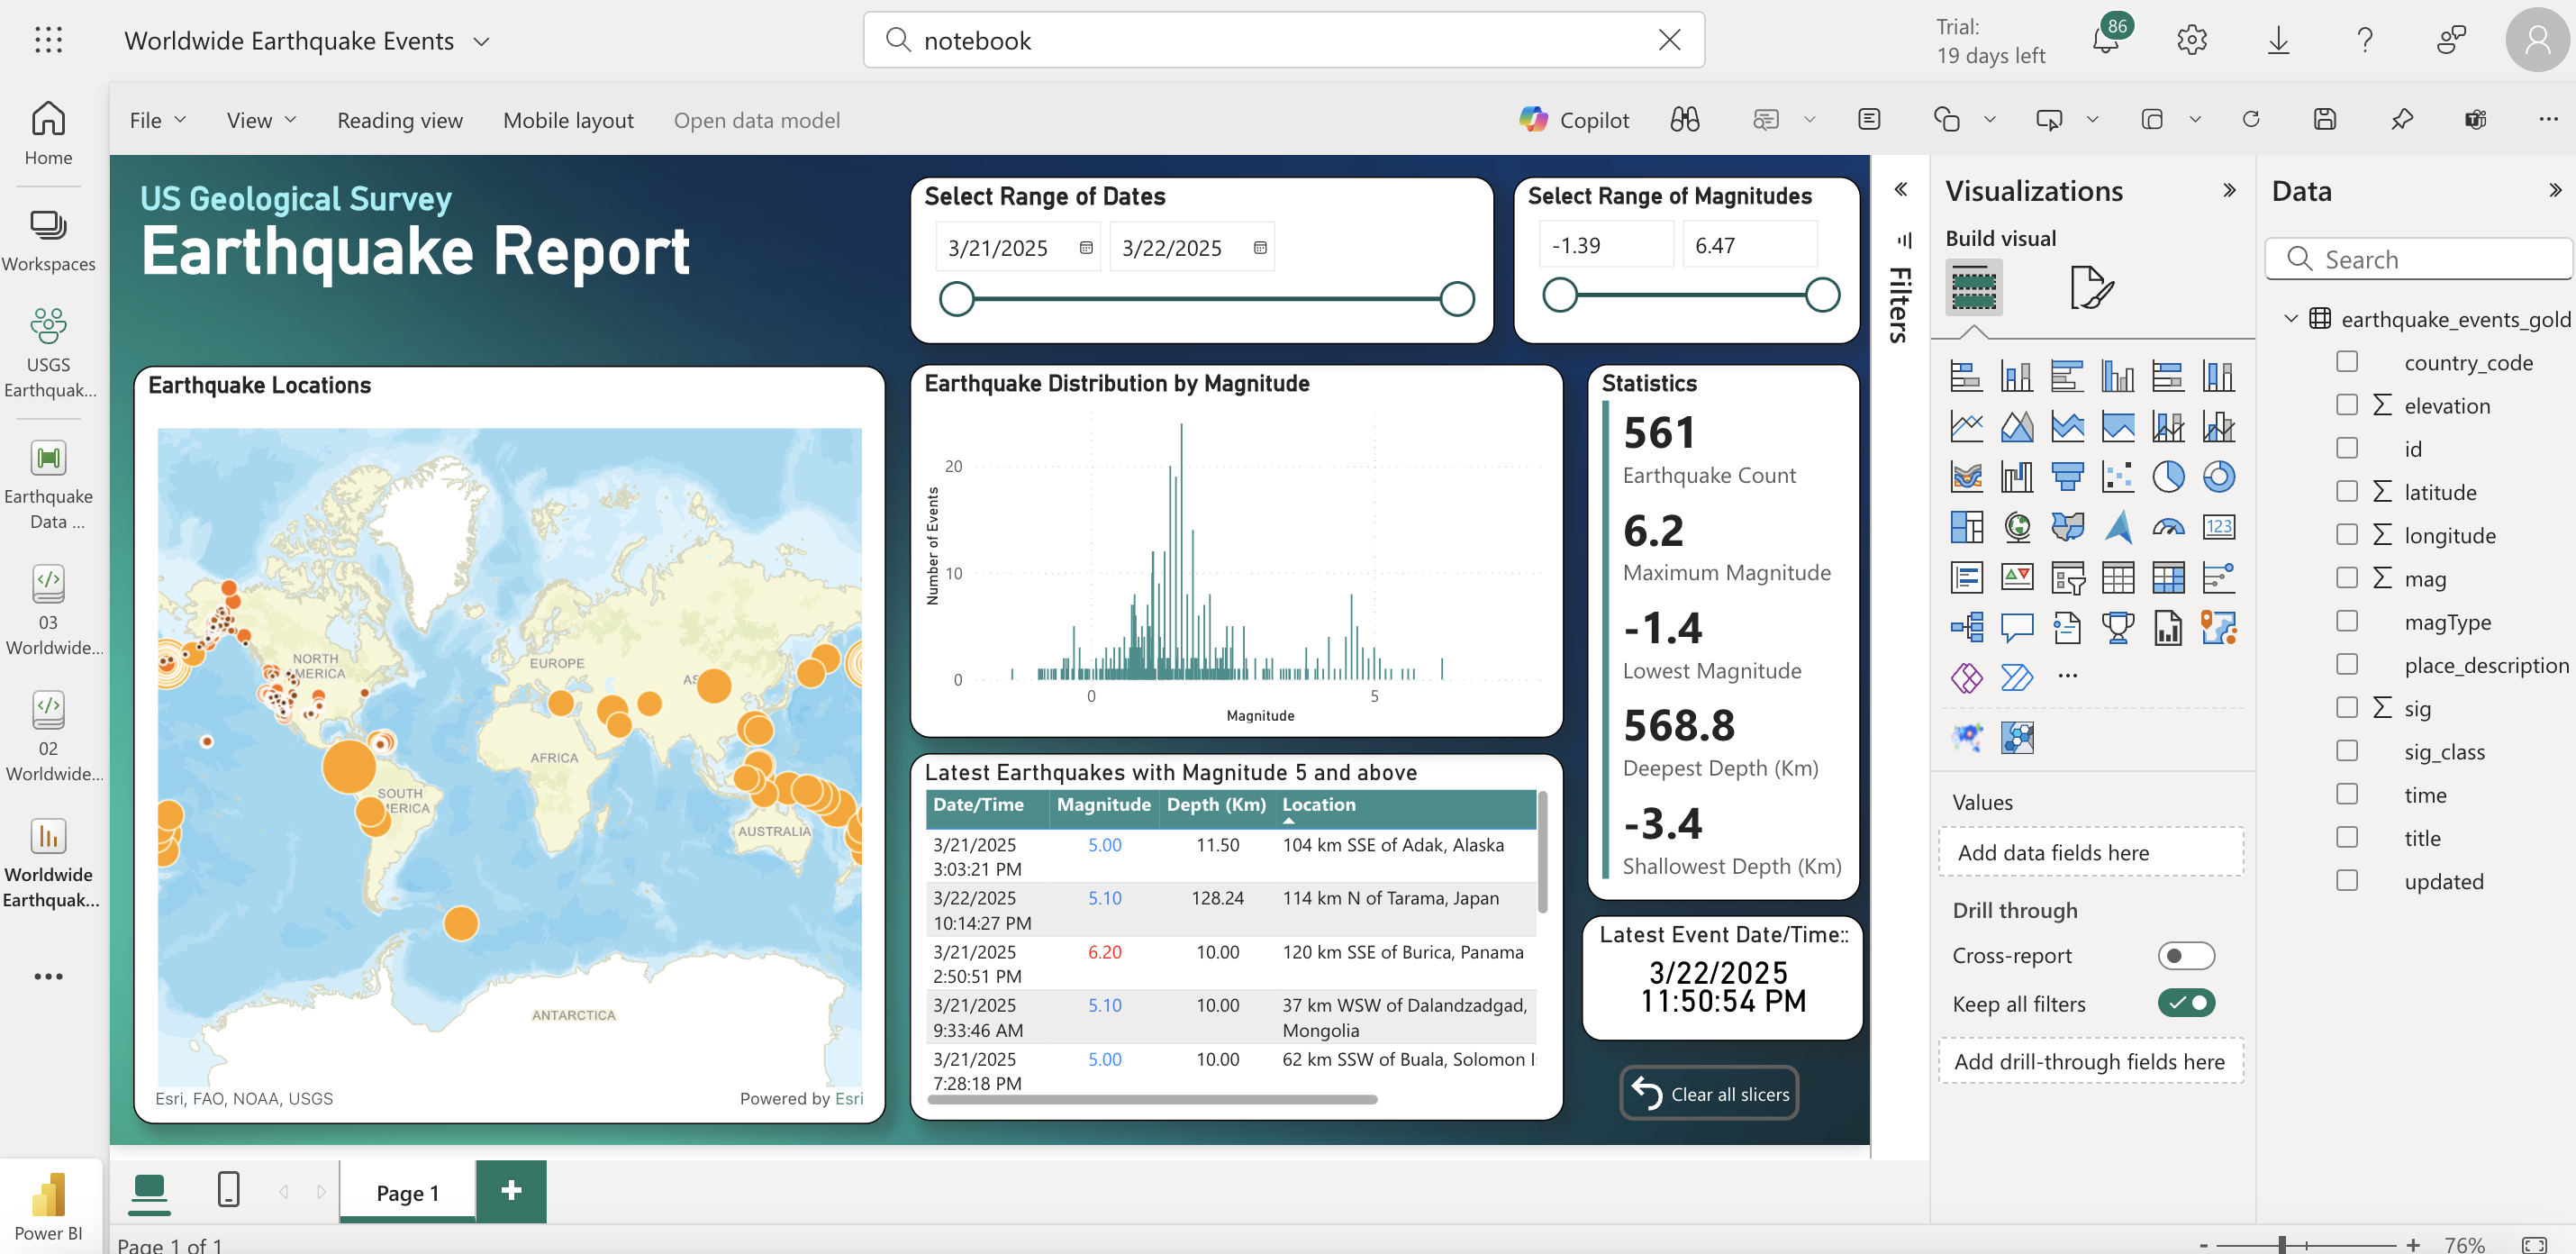 Worldwide Earthquake Events
notebook
Trial:
19 days left
86
File
View
Reading view
Mobile layout
Open data model
Copilot
Home
Workspaces
USGS
Earthquak...
Earthquake
Data ...
03
Worldwide...
02
Worldwide...
Worldwide
Earthquak...
Power BI
US Geological Survey
Earthquake Report
Select Range of Dates
3/21/2025
3/22/2025
Select Range of Magnitudes
-1.39
6.47
Earthquake Locations
NORTH
AMERICA
EUROPE
AS
AFRICA
SOUTH
ERICA
AUSTRALIA
ANTARCTICA
Esri, FAO, NOAA, USGS
Powered by Esri
Earthquake Distribution by Magnitude
Number of Events
20
10
0
0
5
Magnitude
Latest Earthquakes with Magnitude 5 and above
Date/Time Magnitude Depth (Km) Location
3/21/2025 5.00 11.50 104 km SSE of Adak, Alaska
3:03:21 PM
3/22/2025 5.10 128.24 114 km N of Tarama, Japan
10:14:27 PM
3/21/2025 6.20 10.00 120 km SSE of Burica, Panama
2:50:51 PM
3/21/2025 5.10 10.00 37 km WSW of Dalandzadgad,
9:33:46 AM Mongolia
3/21/2025 5.00 10.00 62 km SSW of Buala, Solomon I
7:28:18 PM
Statistics
561
Earthquake Count
6.2
Maximum Magnitude
-1.4
Lowest Magnitude
568.8
Deepest Depth (Km)
-3.4
Shallowest Depth (Km)
Latest Event Date/Time::
3/22/2025
11:50:54 PM
Clear all slicers
Filters
Visualizations
Build visual
123
...
Values
Add data fields here
Drill through
Cross-report
Keep all filters
Add drill-through fields here
Data
Search
earthquake_events_gold
country_code
∑ elevation
id
∑ latitude
∑ longitude
∑ mag
magType
place_description
∑ sig
sig_class
time
title
updated
Page 1
Page 1 of 1
- + 76%